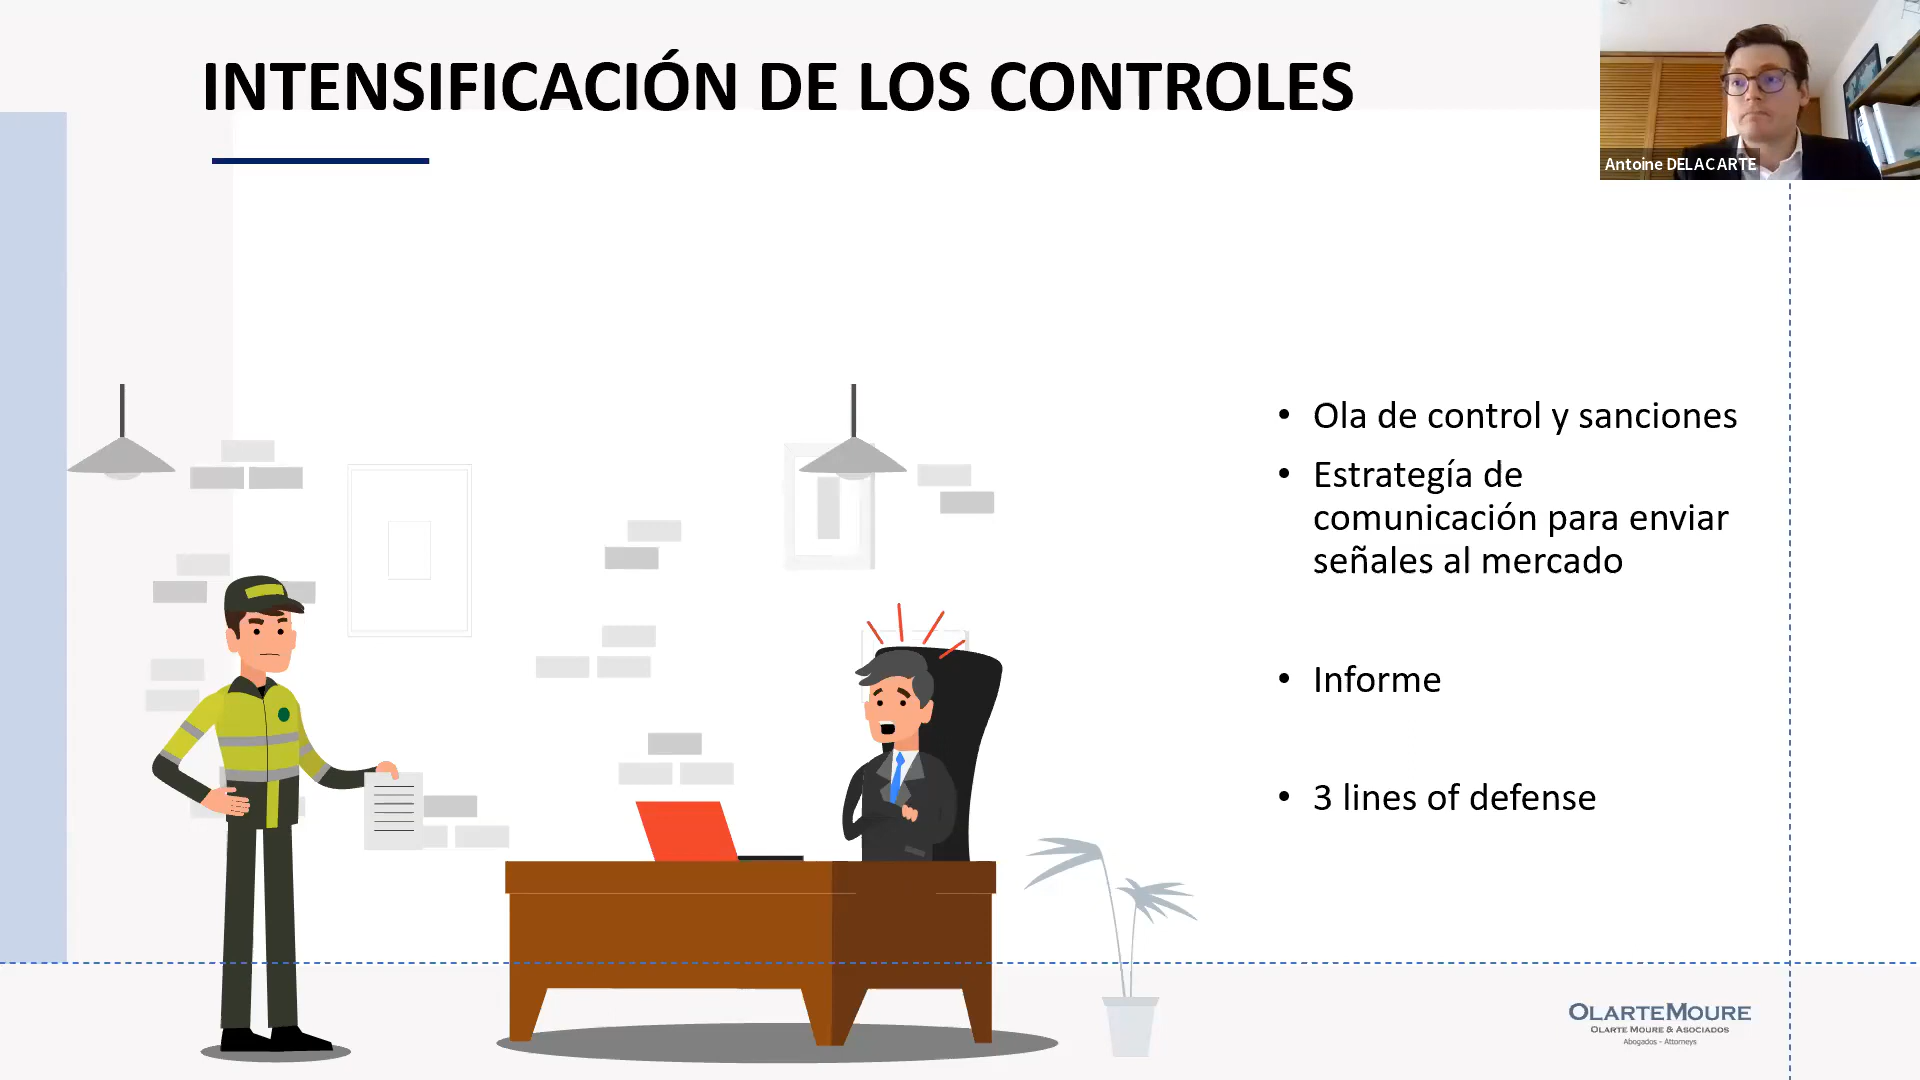 INTENSIFICACIÓN DE LOS CONTROLES
Antoine DELACARTE
• Ola de control y sanciones
• Estrategía de
comunicación para enviar
señales al mercado
• Informe
• 3 lines of defense
OLARTEMOURE
OLARTE MOURE & ASOCIADOS
Abogados - Attorneys